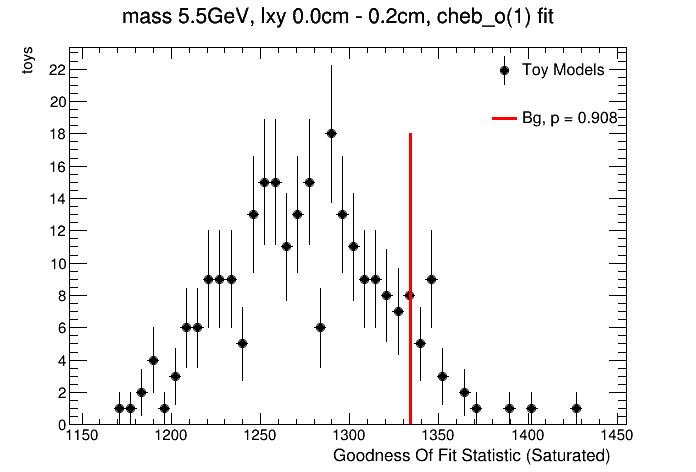 mass 5.5GeV, lxy 0.0cm - 0.2cm, cheb_o(1) fit
toys
22
20
18
16
14
12
10
8
6
4
2
0
Toy Models
Bg, p = 0.908
1150 1200 1250 1300 1350 1400 1450
Goodness Of Fit Statistic (Saturated)